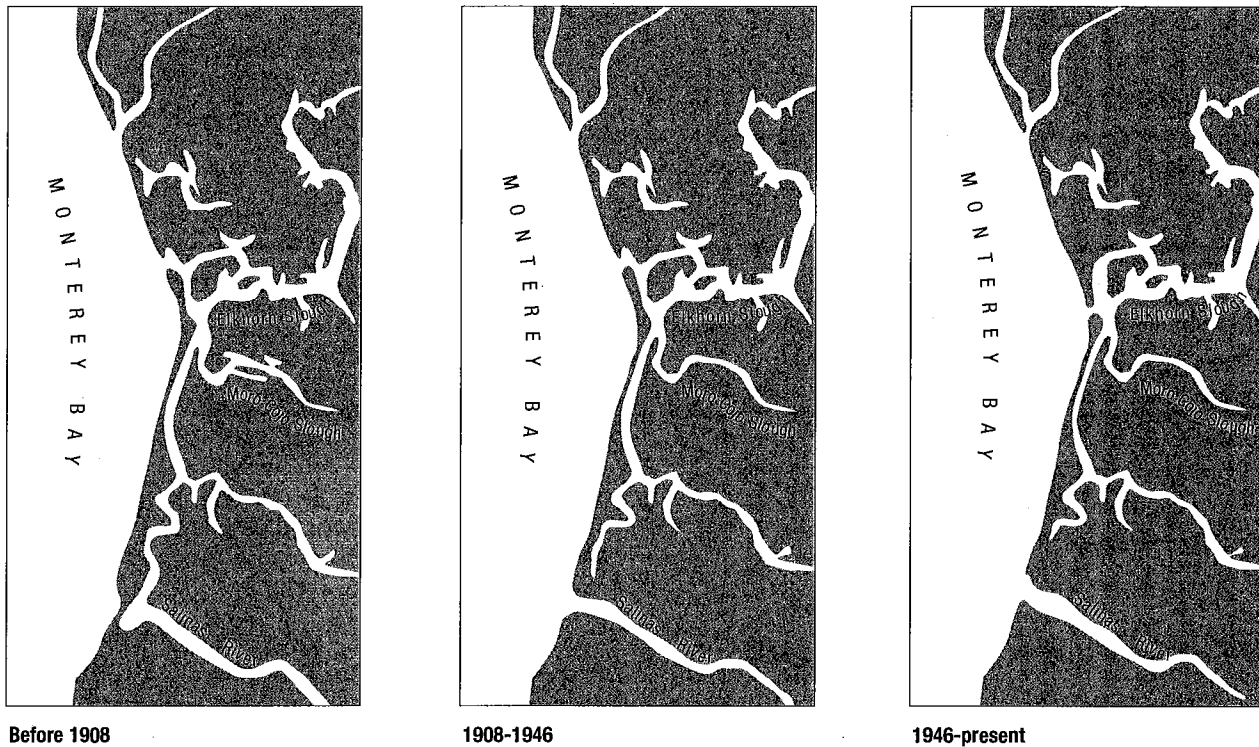 MONTEREY BAY
Elkhorn Slough
Moro Cojo Slough
Salinas River
Before 1908
MONTEREY BAY
Elkhorn Slough
Moro Cojo Slough
Salinas River
1908-1946
MONTEREY BAY
Elkhorn Slough
Moro Cojo Slough
Salinas River
1946-present